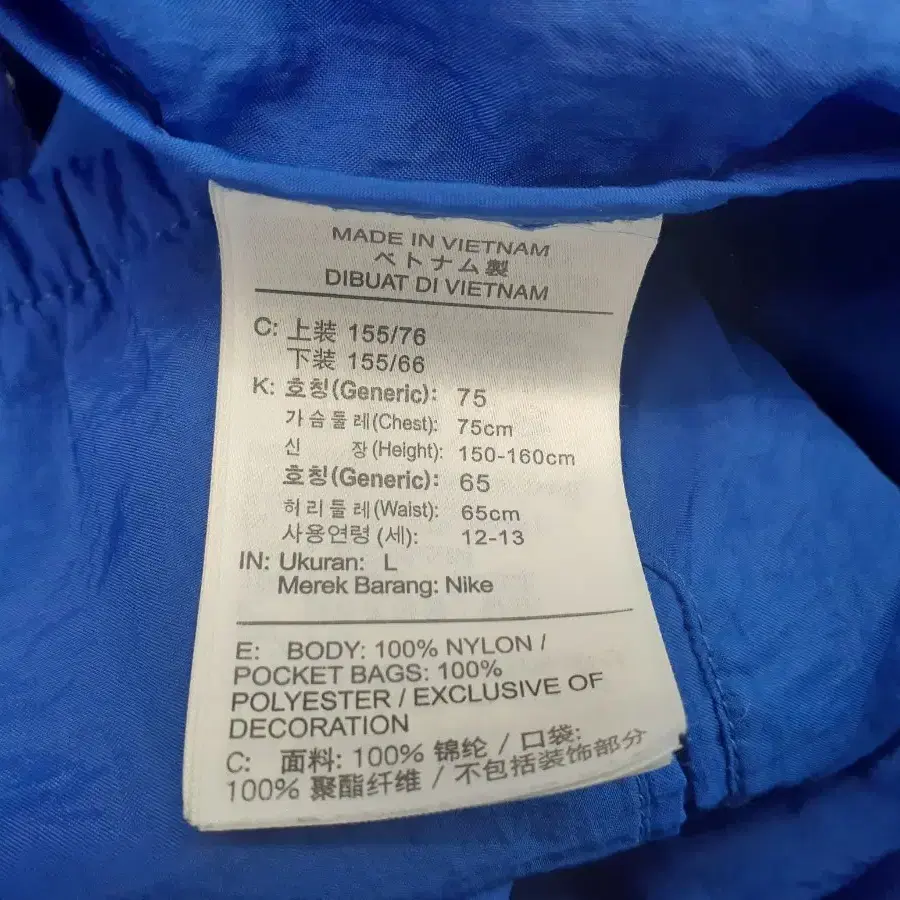 MADE IN VIETNAM
ベトナム製
DIBUAT DI VIETNAM
C: 上装 155/76
下装 155/66
K: 호칭(Generic): 75
가슴둘레(Chest): 75cm
신 장(Height): 150-160cm
호칭(Generic): 65
허리둘레(Waist): 65cm
사용연령(세): 12-13
IN: Ukuran: L
Merek Barang: Nike
E: BODY: 100% NYLON /
POCKET BAGS: 100%
POLYESTER / EXCLUSIVE OF
DECORATION
C: 面料: 100% 锦纶 / 口袋:
100% 聚酯纤维 / 不包括装饰部分